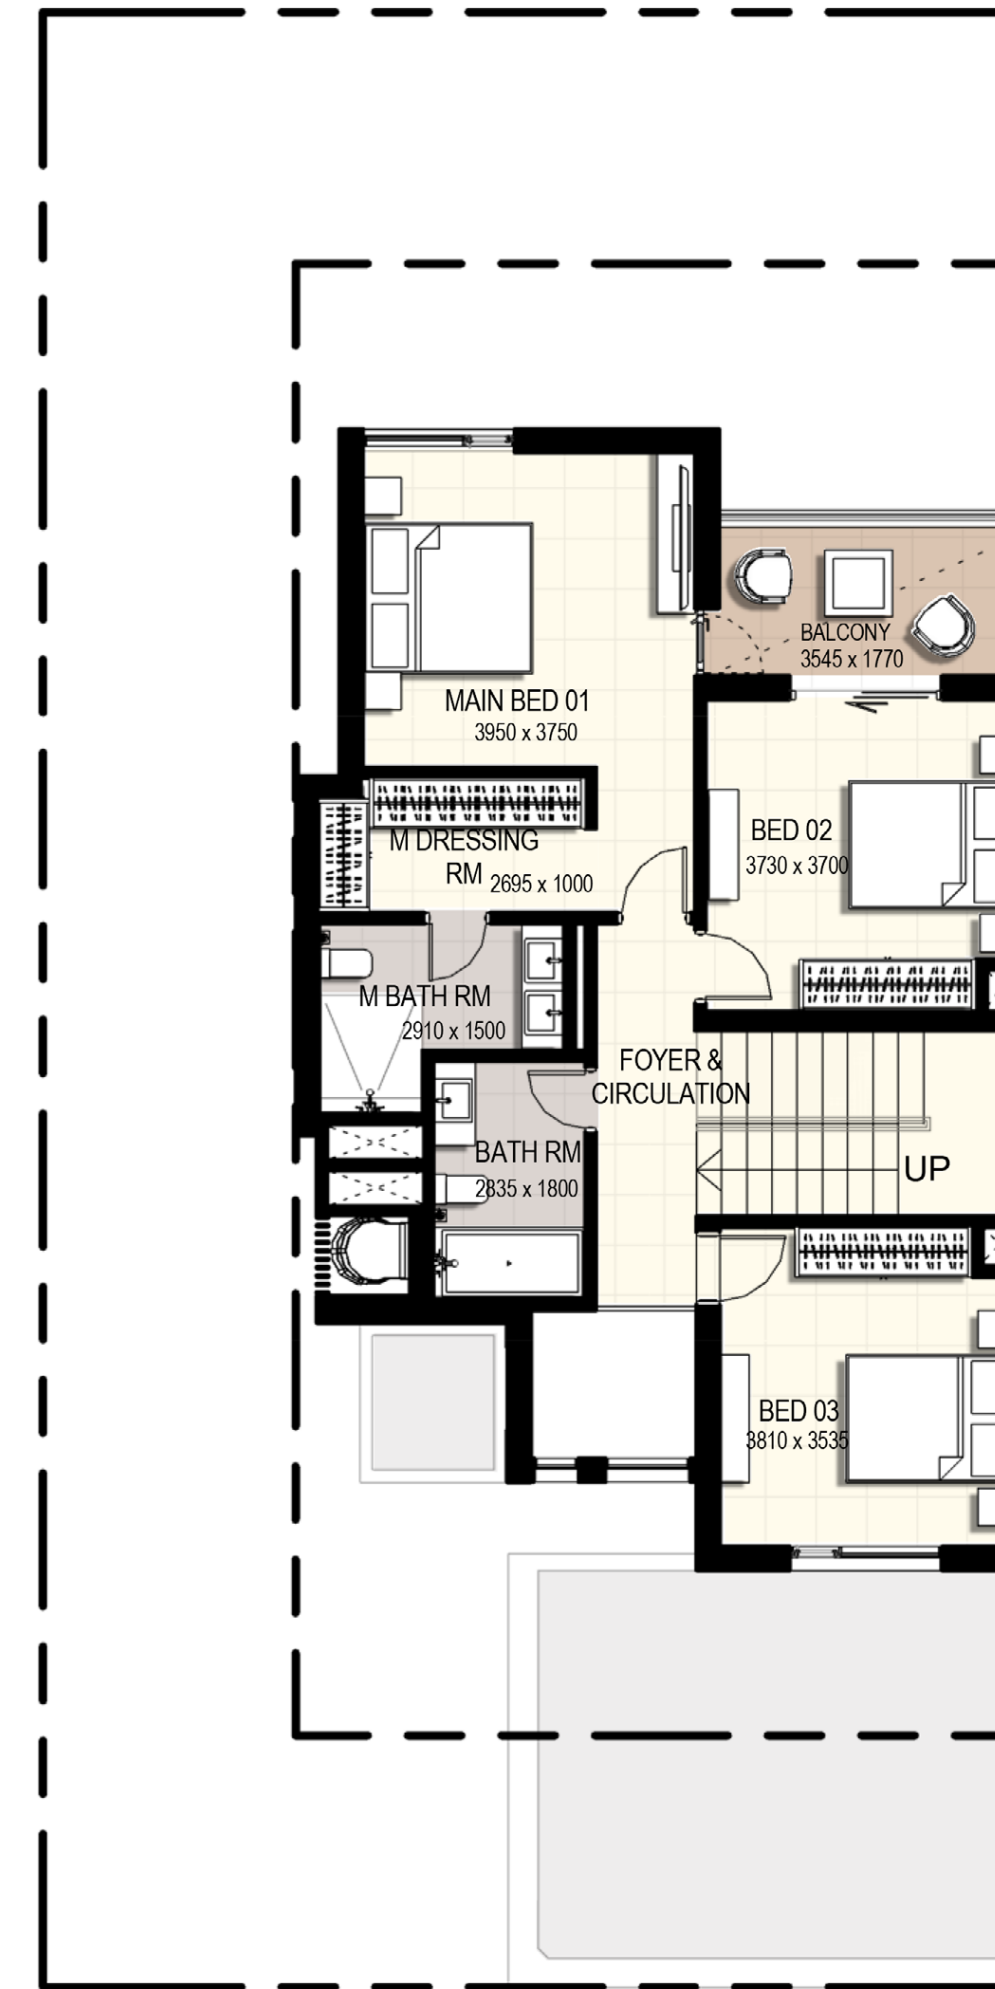 BALCONY
3545 x 1770
MAIN BED 01
3950 x 3750
BED 02
3730 x 3700
M DRESSING
RM 2695 x 1000
M BATH RM
2910 x 1500
FOYER &
CIRCULATION
BATH RM
2835 x 1800
UP
BED 03
3810 x 3535